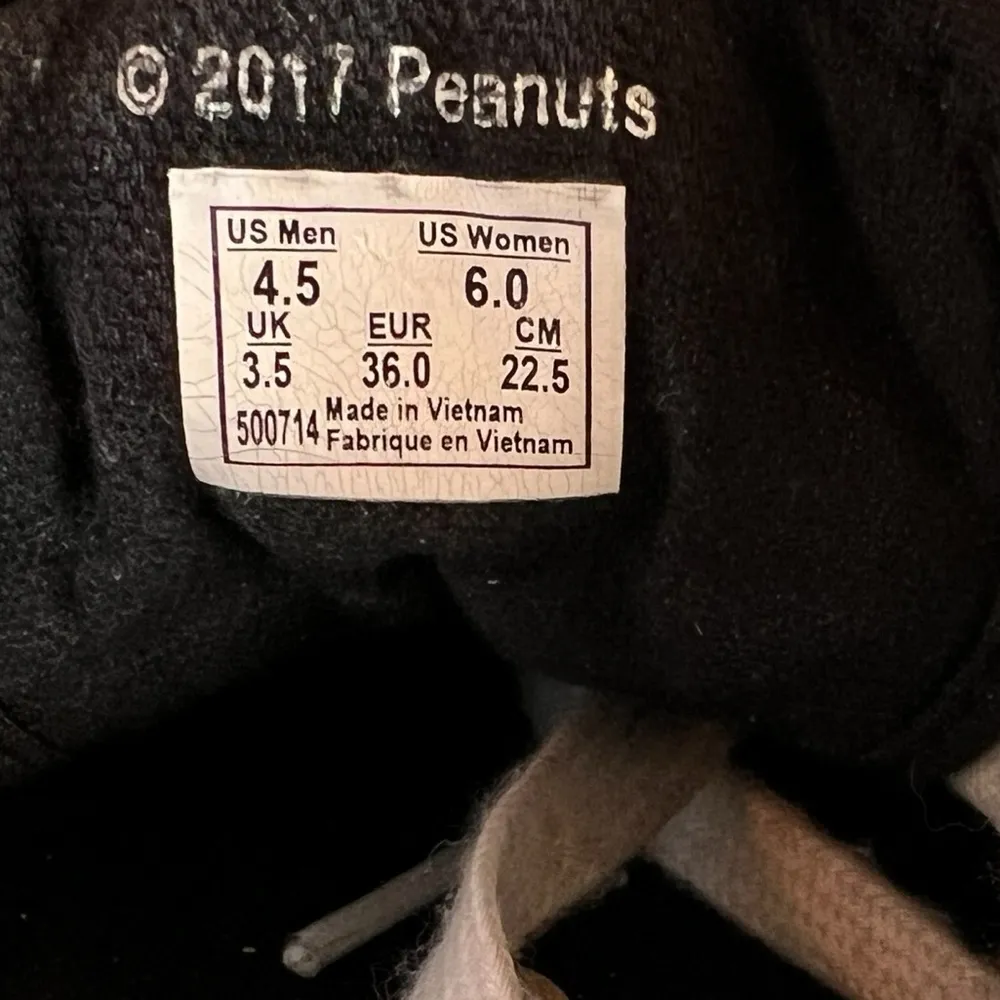 © 2017 Peanuts
US Men US Women
4.5 6.0
UK EUR CM
3.5 36.0 22.5
500714 Made in Vietnam
Fabrique en Vietnam